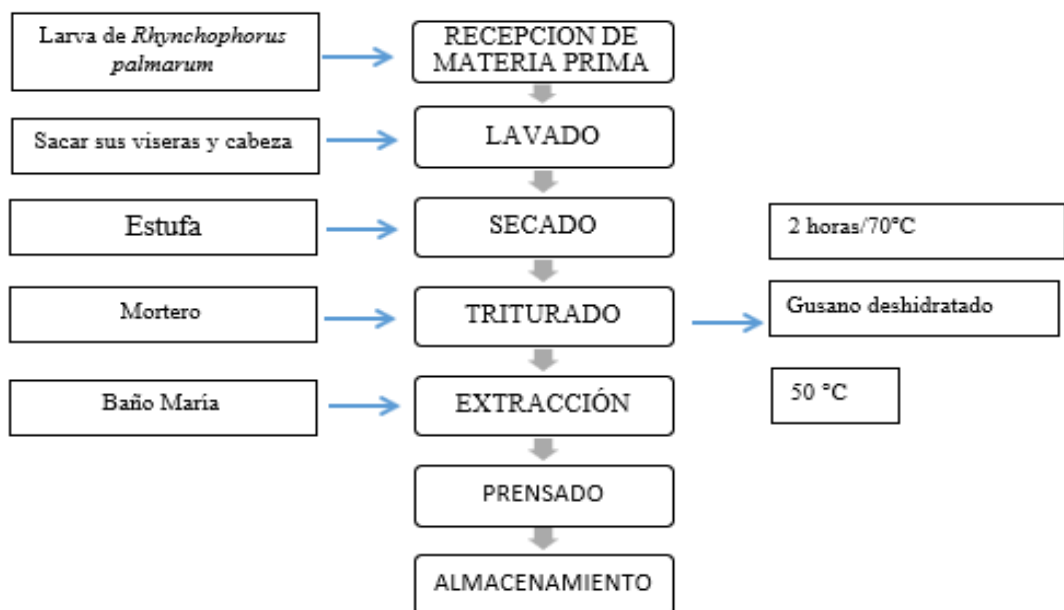 Larva de Rhynchophorus
palmarum
RECEPCION DE
MATERIA PRIMA
Sacar sus viseras y cabeza
LAVADO
Estufa
SECADO
2 horas/70°C
Mortero
TRITURADO
Gusano deshidratado
Baño María
EXTRACCIÓN
50 °C
PRENSADO
ALMACENAMIENTO